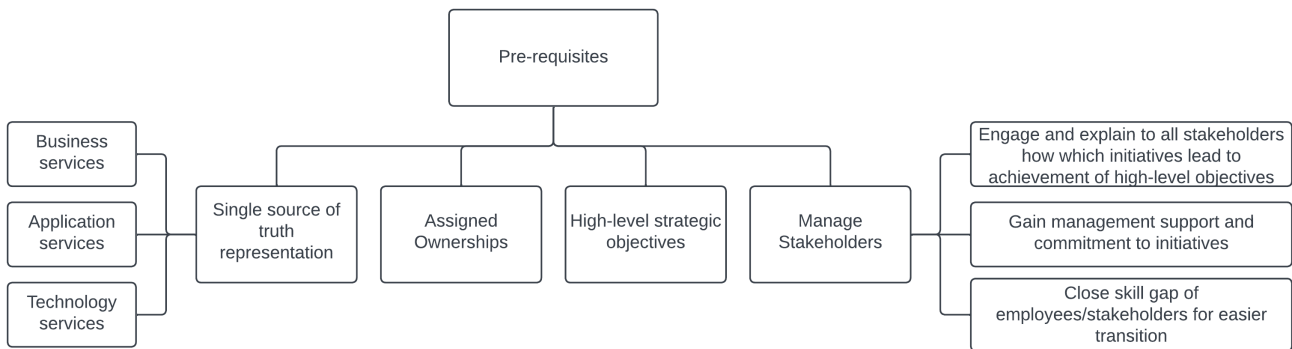 Pre-requisites
Business
services
Application
services
Technology
services
Single source of
truth
representation
Assigned
Ownerships
High-level strategic
objectives
Manage
Stakeholders
Engage and explain to all stakeholders
how which initiatives lead to
achievement of high-level objectives
Gain management support and
commitment to initiatives
Close skill gap of
employees/stakeholders for easier
transition